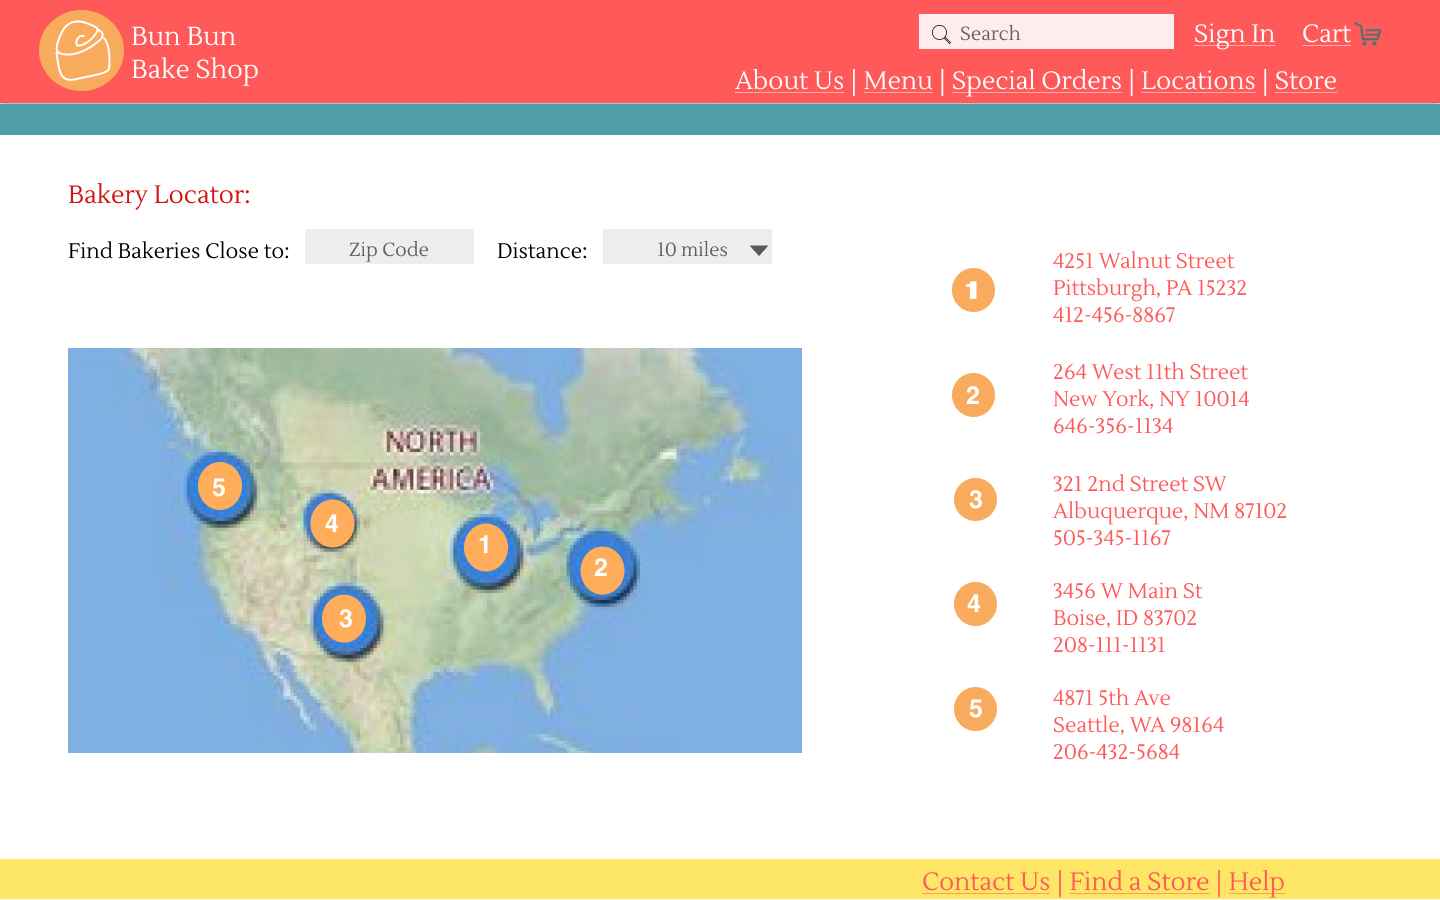 Bun Bun
Bake Shop
Search
Sign In
Cart
About Us | Menu | Special Orders | Locations | Store
Bakery Locator:
Find Bakeries Close to: Zip Code Distance: 10 miles
NORTH
AMERICA
5
4
1
2
3
1
4251 Walnut Street
Pittsburgh, PA 15232
412-456-8867
2
264 West 11th Street
New York, NY 10014
646-356-1134
3
321 2nd Street SW
Albuquerque, NM 87102
505-345-1167
4
3456 W Main St
Boise, ID 83702
208-111-1131
5
4871 5th Ave
Seattle, WA 98164
206-432-5684
Contact Us | Find a Store | Help